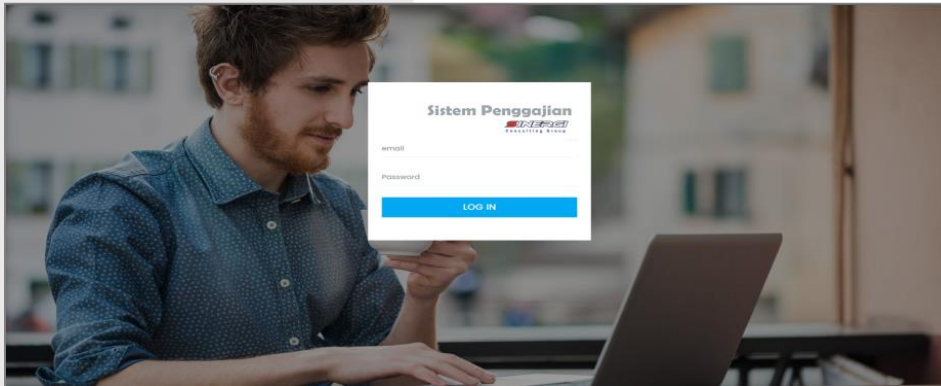 Sistem Penggajian
SINERGI
Consulting Group
email
Password
LOG IN